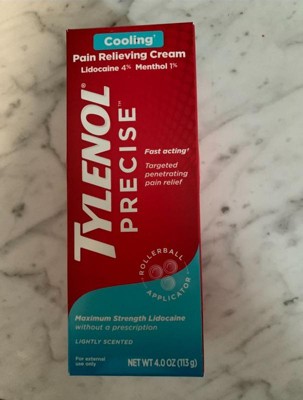 Cooling*
Pain Relieving Cream
Lidocaine 4% Menthol 1%
TYLENOL®
PRECISE™
Fast acting†
Targeted
penetrating
pain relief
ROLLERBALL
APPLICATOR
Maximum Strength Lidocaine
without a prescription
LIGHTLY SCENTED
For external
use only
NET WT 4.0 OZ (113 g)